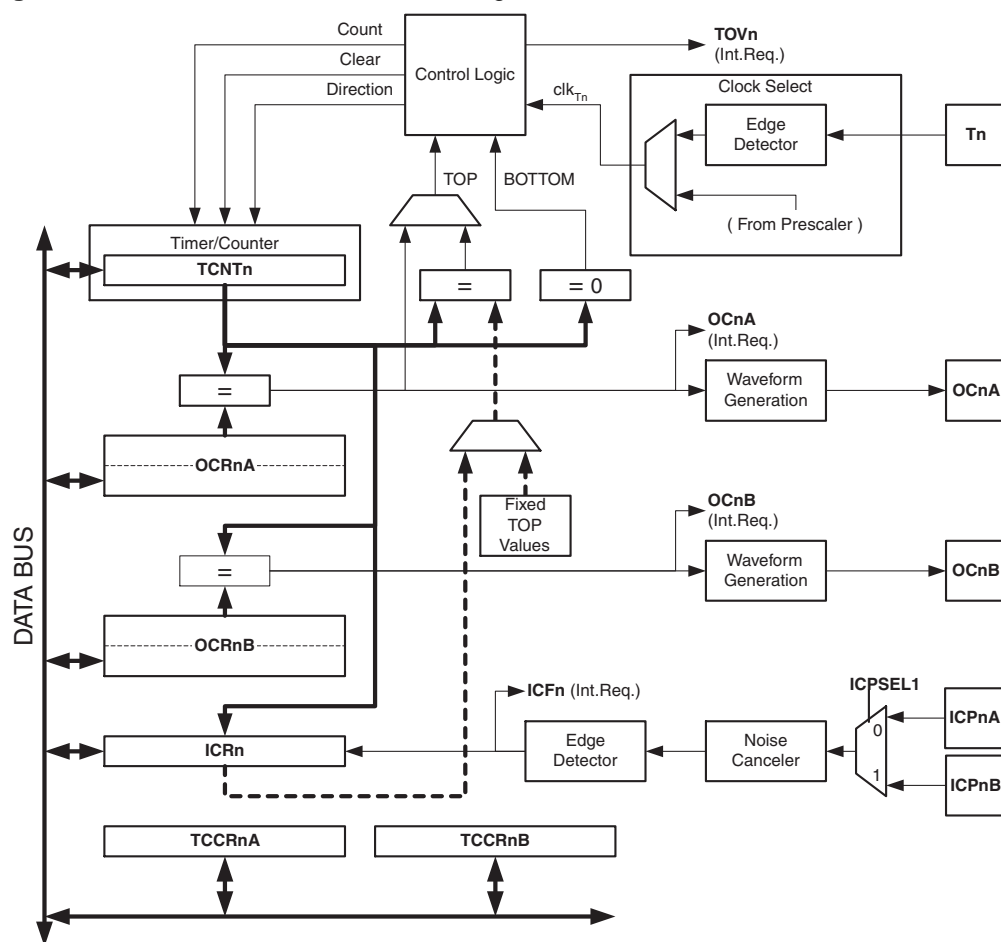 Count
Clear
Direction
Control Logic
TOVn
(Int.Req.)
clkTn
Clock Select
Edge
Detector
Tn
( From Prescaler )
TOP
BOTTOM
Timer/Counter
TCNTn
=
= 0
OCnA
(Int.Req.)
=
Waveform
Generation
OCnA
OCRnA
Fixed
TOP
Values
OCnB
(Int.Req.)
=
Waveform
Generation
OCnB
OCRnB
DATA BUS
ICFn (Int.Req.)
ICPSEL1
ICPnA
0
ICRn
Edge
Detector
Noise
Canceler
1
ICPnB
TCCRnA
TCCRnB